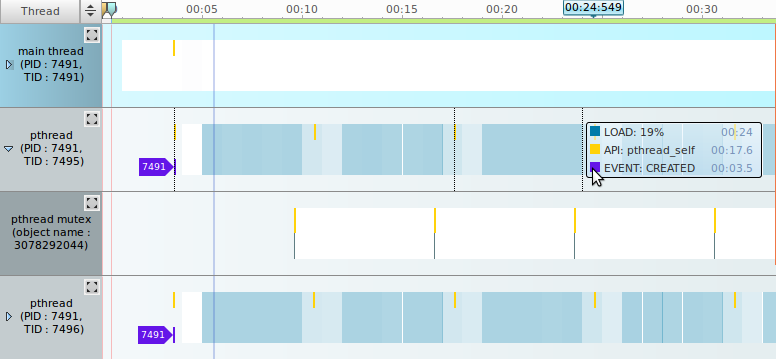 Thread
00:05
00:10
00:15
00:20
00:24:549
00:30
main thread
(PID : 7491,
TID : 7491)
pthread
(PID : 7491,
TID : 7495)
7491
LOAD: 19% 00:24
API: pthread_self 00:17.6
EVENT: CREATED 00:03.5
pthread mutex
(object name :
3078292044)
pthread
(PID : 7491,
TID : 7496)
7491